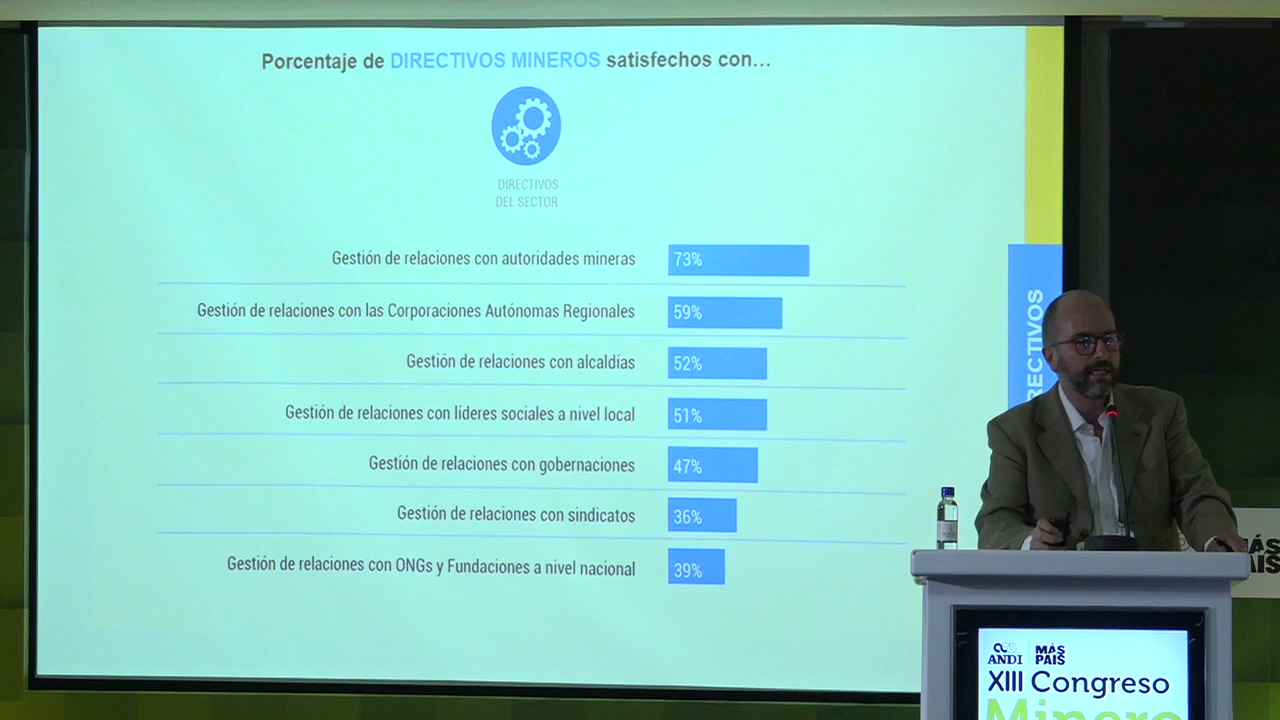 Porcentaje de DIRECTIVOS MINEROS satisfechos con...
DIRECTIVOS
DEL SECTOR
Gestión de relaciones con autoridades mineras 73%
Gestión de relaciones con las Corporaciones Autónomas Regionales 59%
Gestión de relaciones con alcaldías 52%
Gestión de relaciones con líderes sociales a nivel local 51%
Gestión de relaciones con gobernaciones 47%
Gestión de relaciones con sindicatos 36%
Gestión de relaciones con ONGs y Fundaciones a nivel nacional 39%
RECTIVOS
MÁS
AÍS
ANDI
MÁS
PAÍS
XIII Congreso
Minero